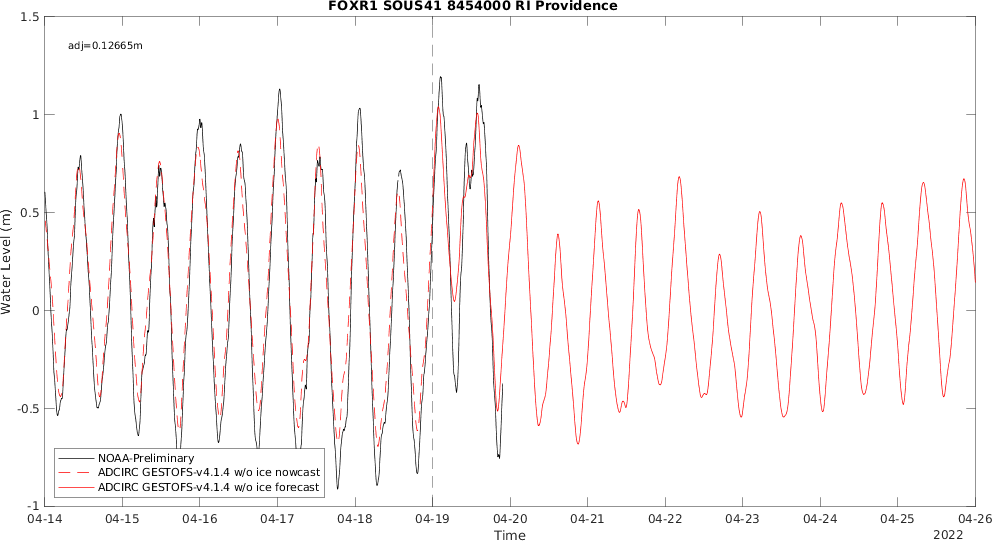 FOXR1 SOUS41 8454000 RI Providence
1.5
adj=0.12665m
1
0.5
Water Level (m)
0
-0.5
NOAA-Preliminary
ADCIRC GESTOFS-v4.1.4 w/o ice nowcast
ADCIRC GESTOFS-v4.1.4 w/o ice forecast
-1
04-14 04-15 04-16 04-17 04-18 04-19 04-20 04-21 04-22 04-23 04-24 04-25 04-26
Time
2022